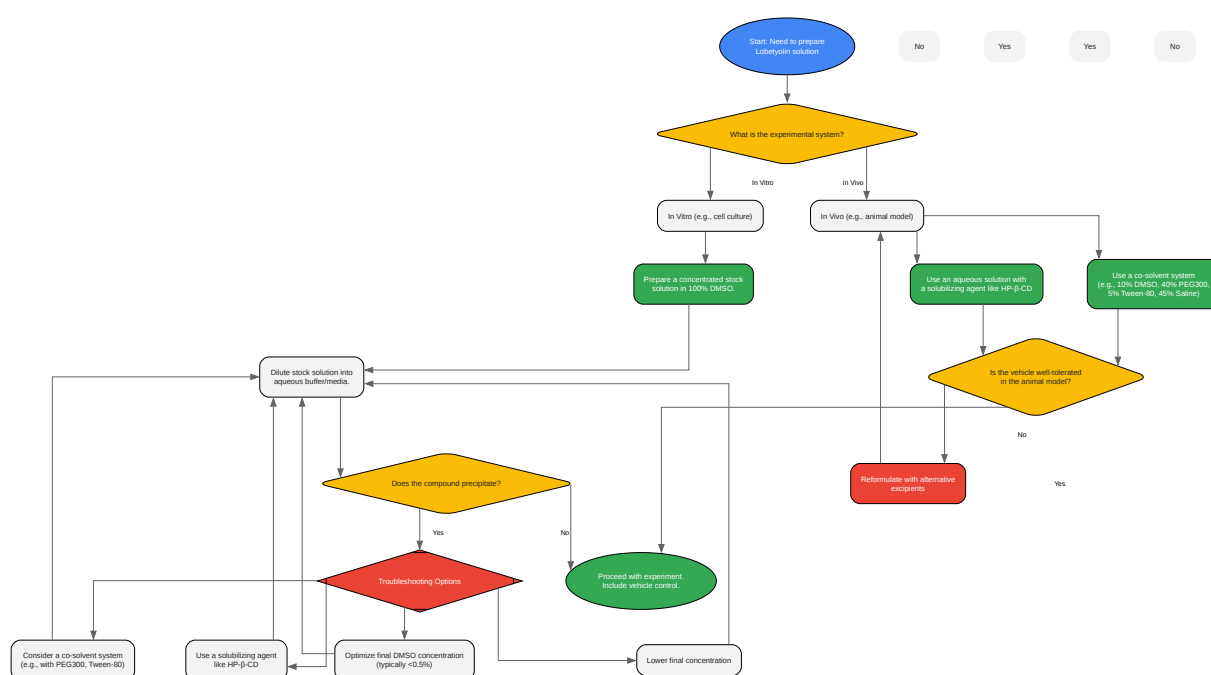 Start: Need to prepare
Lobetyolin solution
No
Yes
Yes
No
What is the experimental system?
In Vitro
In Vivo
In Vitro (e.g., cell culture)
In Vivo (e.g., animal model)
Prepare a concentrated stock
solution in 100% DMSO.
Use an aqueous solution with
a solubilizing agent like HP-β-CD
Use a co-solvent system
(e.g., 10% DMSO, 40% PEG300,
5% Tween-80, 45% Saline)
Dilute stock solution into
aqueous buffer/media.
Is the vehicle well-tolerated
in the animal model?
No
Does the compound precipitate?
Reformulate with alternative
excipients
Yes
Yes
No
Troubleshooting Options
Proceed with experiment.
Include vehicle control.
Consider a co-solvent system
(e.g., with PEG300, Tween-80)
Use a solubilizing agent
like HP-β-CD
Optimize final DMSO concentration
(typically <0.5%)
Lower final concentration